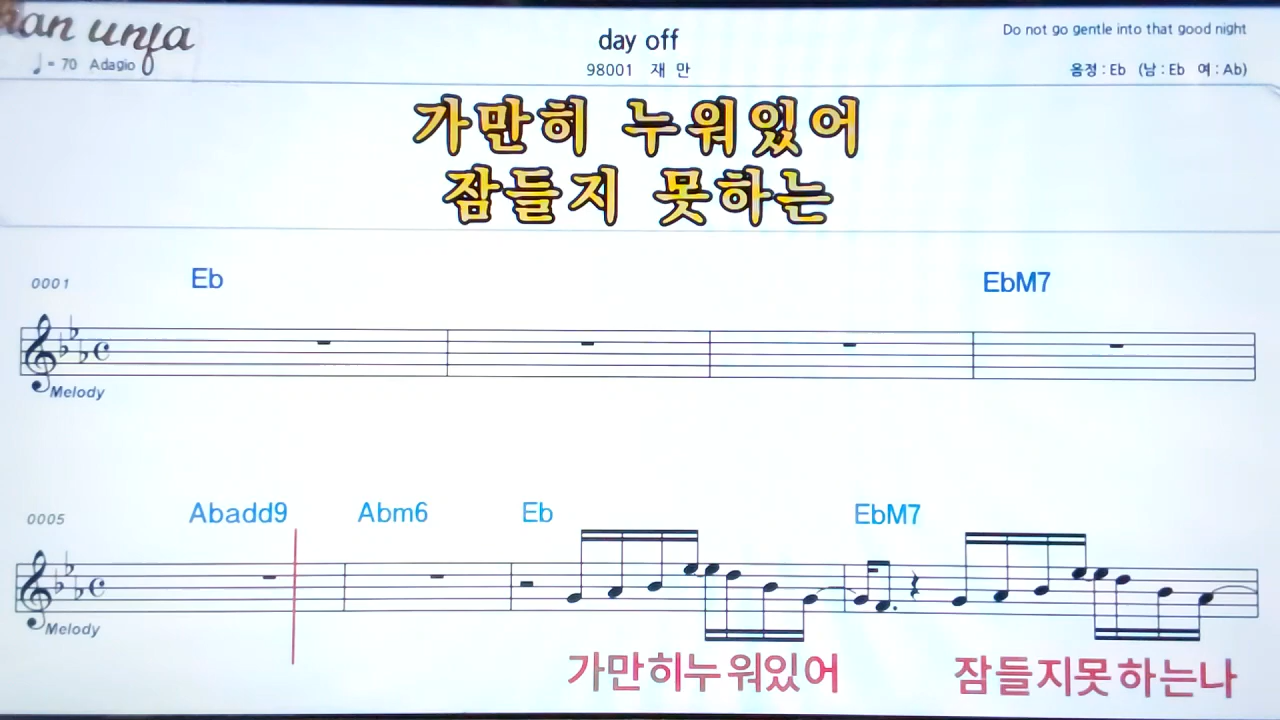 unfa
day off
Do not go gentle into that good night
♩= 70 Adagio
98001 재 만
음정 : Eb (남 : Eb 여 : Ab)
가만히 누워있어
잠들지 못하는
0001
Eb EbM7
Melody
0005
Abadd9 Abm6 Eb EbM7
Melody
가만히누워있어 잠들지못하는나